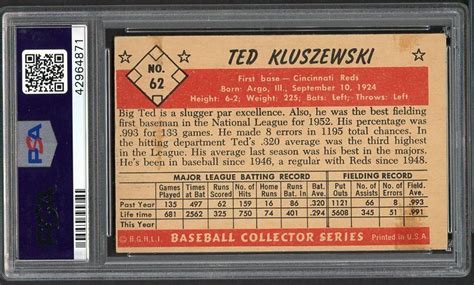 42964871
PSA
NO.
62
TED KLUSZEWSKI
First base — Cincinnati Reds
Born: Argo, Ill., September 10, 1924
Height: 6-2; Weight: 225; Bats: Left; Throws: Left
Big Ted is a slugger par excellence. Also, he was the best fielding
first baseman in the National League for 1952. His percentage was
.993 for 133 games. He made 8 errors in 1195 total chances. In
the hitting department Ted's .320 average was the third highest
in the League. His average last season was his best in the majors.
He's been in baseball since 1946, a regular with Reds since 1948.
MAJOR LEAGUE BATTING RECORD FIELDING RECORD
Games Times No. of No. Home Runs Bat. Put No. of No. of Field.
Played at Bat Runs Hits Runs In Ave. Outs Assists Errors Ave.
Past Year 135 497 62 159 16 86 .320 1121 66 8 .993
Life time 681 2562 325 750 74 401 .294 5608 345 51 .991
This Year
© B.G.H.L.I. BASEBALL COLLECTOR SERIES Printed in U.S.A.